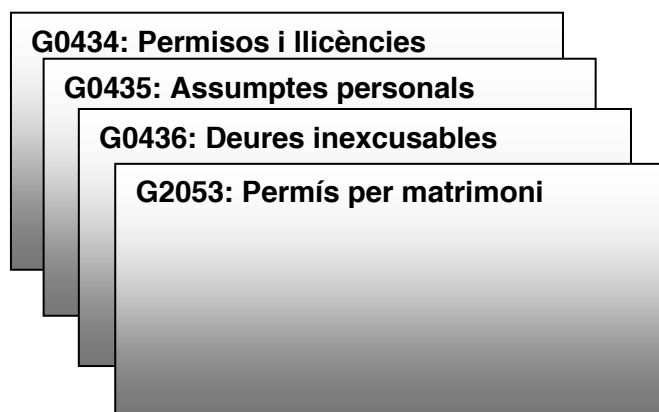 G0434: Permisos i llicències
G0435: Assumptes personals
G0436: Deures inexcusables
G2053: Permís per matrimoni